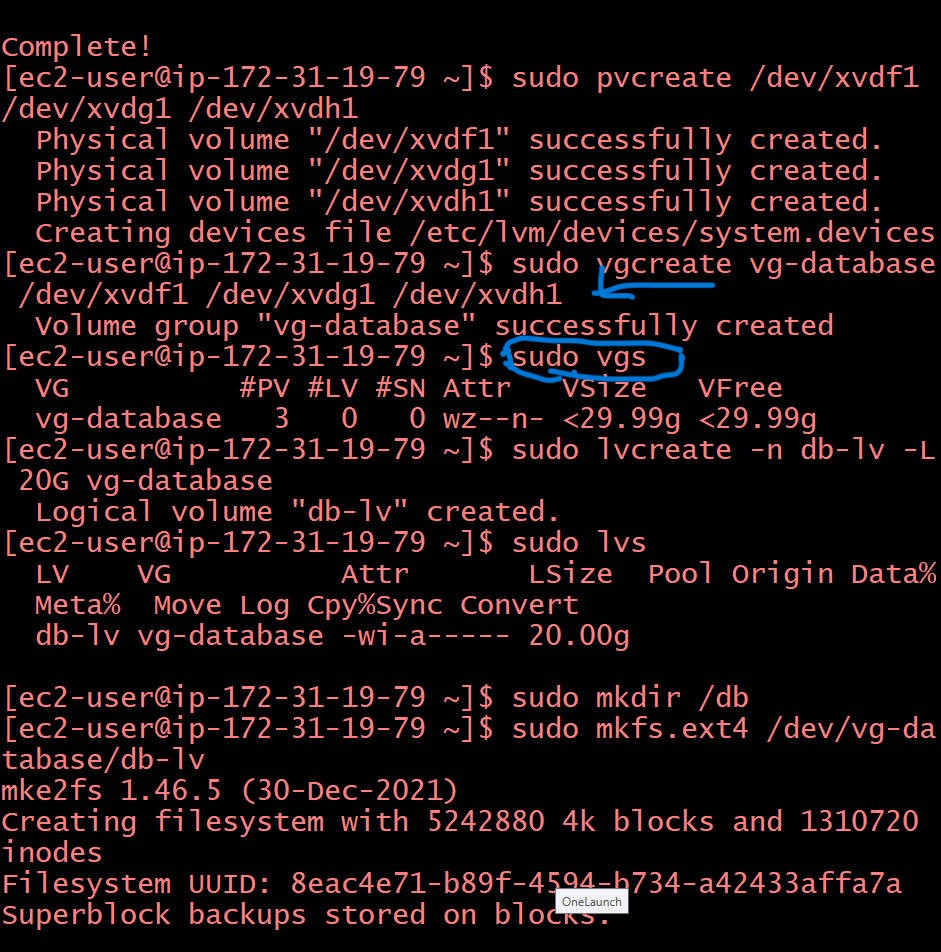 Complete!
[ec2-user@ip-172-31-19-79 ~]$ sudo pvcreate /dev/xvdf1
/dev/xvdg1 /dev/xvdh1
  Physical volume "/dev/xvdf1" successfully created.
  Physical volume "/dev/xvdg1" successfully created.
  Physical volume "/dev/xvdh1" successfully created.
  Creating devices file /etc/lvm/devices/system.devices
[ec2-user@ip-172-31-19-79 ~]$ sudo vgcreate vg-database
 /dev/xvdf1 /dev/xvdg1 /dev/xvdh1
  Volume group "vg-database" successfully created
[ec2-user@ip-172-31-19-79 ~]$ sudo vgs
  VG          #PV #LV #SN Attr   VSize   VFree
  vg-database   3   0   0 wz--n- <29.99g <29.99g
[ec2-user@ip-172-31-19-79 ~]$ sudo lvcreate -n db-lv -L
 20G vg-database
  Logical volume "db-lv" created.
[ec2-user@ip-172-31-19-79 ~]$ sudo lvs
  LV    VG          Attr       LSize  Pool Origin Data%
  Meta%  Move Log Cpy%Sync Convert
  db-lv vg-database -wi-a----- 20.00g
[ec2-user@ip-172-31-19-79 ~]$ sudo mkdir /db
[ec2-user@ip-172-31-19-79 ~]$ sudo mkfs.ext4 /dev/vg-da
tabase/db-lv
mke2fs 1.46.5 (30-Dec-2021)
Creating filesystem with 5242880 4k blocks and 1310720
inodes
Filesystem UUID: 8eac4e71-b89f-4594-b734-a42433affa7a
Superblock backups stored on blocks:
OneLaunch